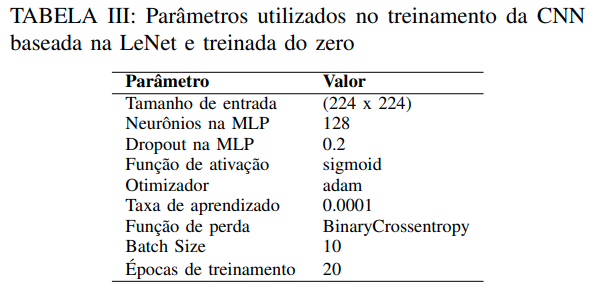 TABELA III: Parâmetros utilizados no treinamento da CNN
baseada na LeNet e treinada do zero
Parâmetro Valor
Tamanho de entrada (224 x 224)
Neurônios na MLP 128
Dropout na MLP 0.2
Função de ativação sigmoid
Otimizador adam
Taxa de aprendizado 0.0001
Função de perda BinaryCrossentropy
Batch Size 10
Épocas de treinamento 20